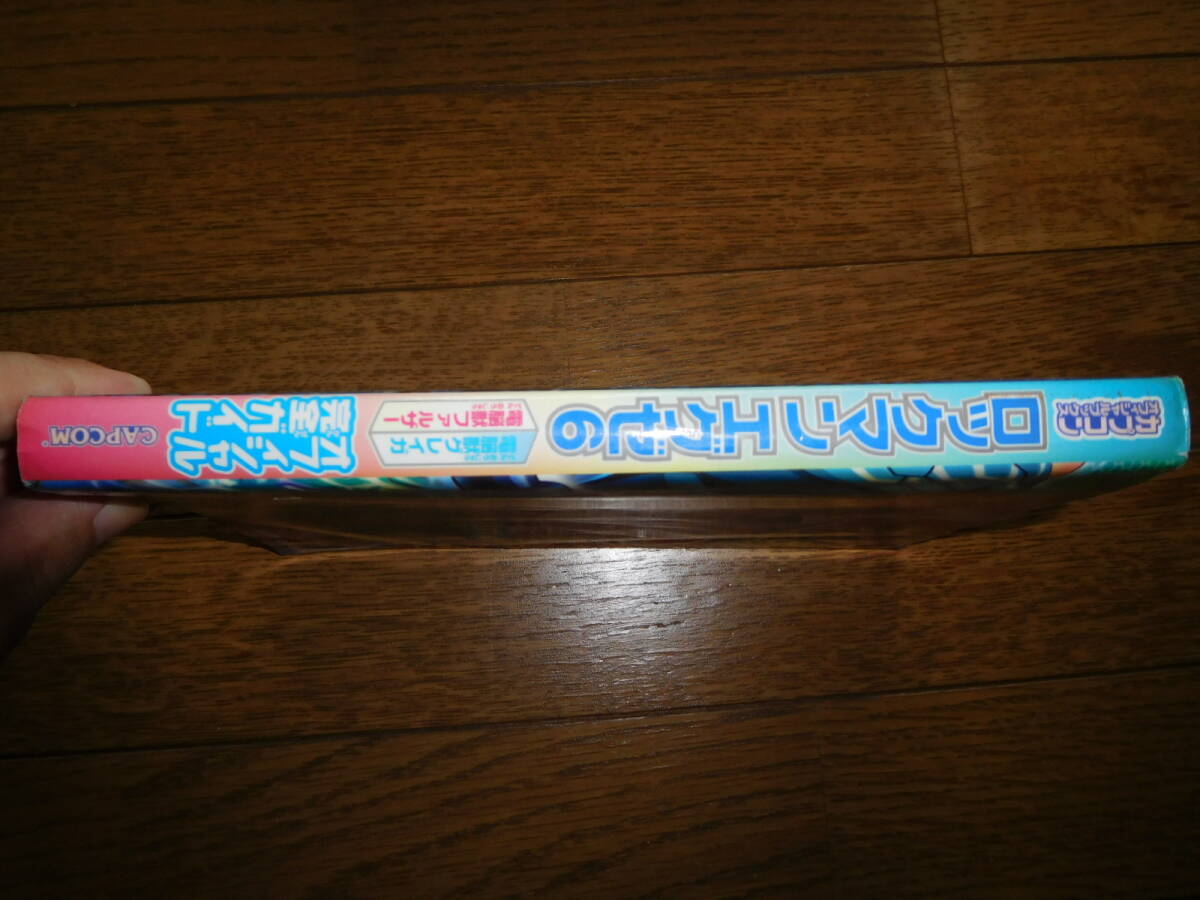 カプコン
オフィシャルブックス
ロックマンエグゼ6
電脳獣グレイガ
電脳獣ファルザー
オフィシャル
完全ガイド
CAPCOM